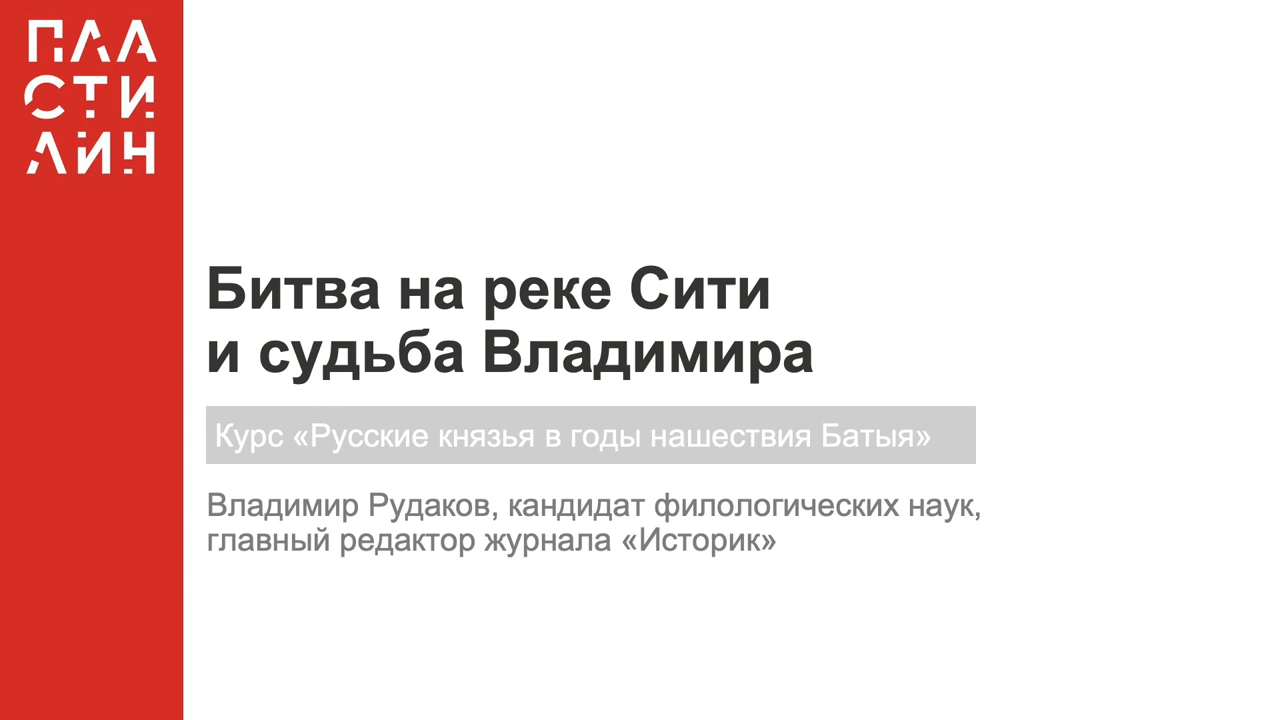 ПЛА
СТИ
ЛИН
Битва на реке Сити
и судьба Владимира
Курс «Русские князья в годы нашествия Батыя»
Владимир Рудаков, кандидат филологических наук,
главный редактор журнала «Историк»